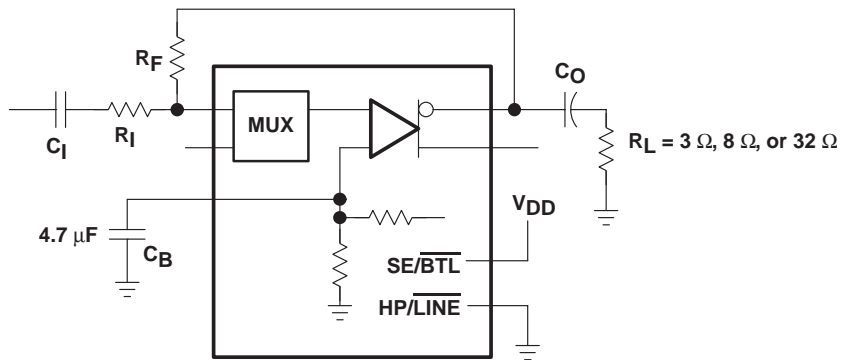 RF
CO
MUX
CI
RI
RL = 3 Ω, 8 Ω, or 32 Ω
VDD
4.7 μF
CB
SE/BTL
HP/LINE